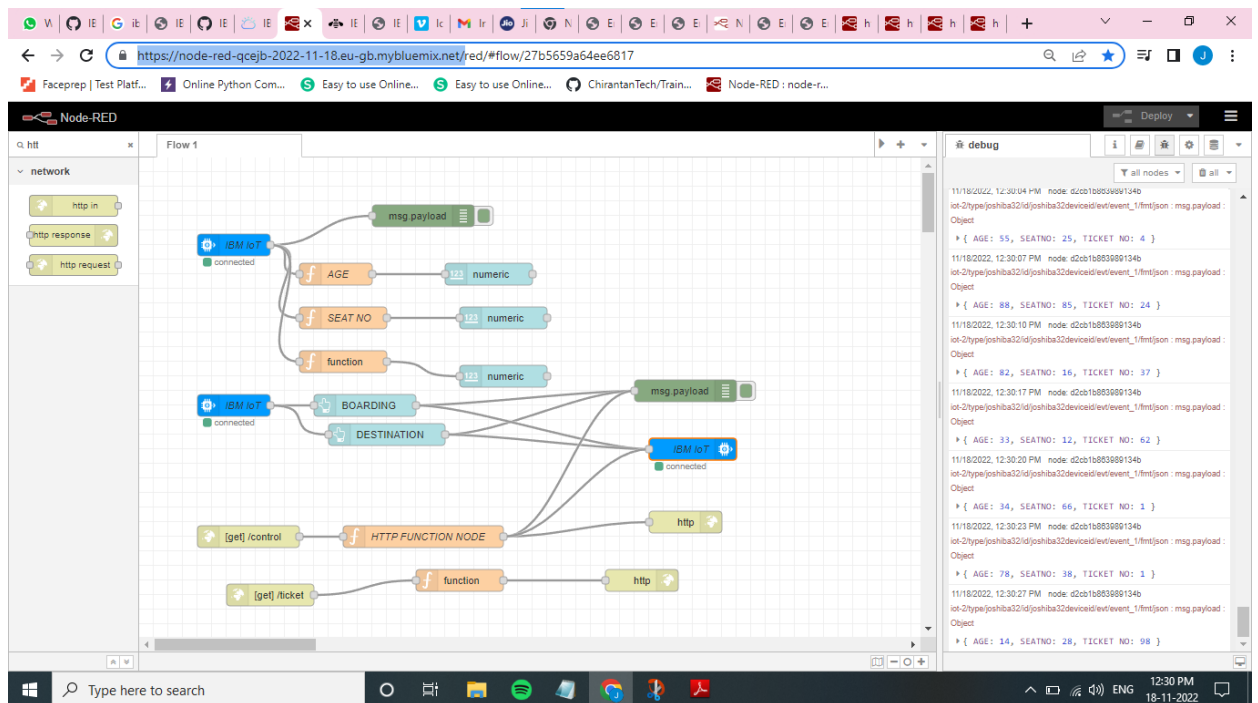 W
ib
IE
IE
IE
x
IE
IE
Ic
Ir
Ji
N
E
E
E
N
E
E
h
h
h
h
https://node-red-qcejb-2022-11-18.eu-gb.mybluemix.net/red/#flow/27b5659a64ee6817
Faceprep | Test Platf...
Online Python Com...
Easy to use Online...
Easy to use Online...
ChirantanTech/Train...
Node-RED : node-r...
Node-RED
Deploy
htt
Flow 1
debug
all nodes
all
network
http in
http response
http request
msg.payload
IBM IoT
connected
AGE
numeric
SEAT NO
numeric
function
numeric
msg.payload
IBM IoT
connected
BOARDING
DESTINATION
IBM IoT
connected
[get] /control
HTTP FUNCTION NODE
http
[get] /ticket
function
http
11/18/2022, 12:30:04 PM node: d2cb1b863989134b
iot-2/type/joshiba32/id/joshiba32deviceid/evt/event_1/fmt/json : msg.payload :
Object
{ AGE: 55, SEATNO: 25, TICKET NO: 4 }
11/18/2022, 12:30:07 PM node: d2cb1b863989134b
iot-2/type/joshiba32/id/joshiba32deviceid/evt/event_1/fmt/json : msg.payload :
Object
{ AGE: 88, SEATNO: 85, TICKET NO: 24 }
11/18/2022, 12:30:10 PM node: d2cb1b863989134b
iot-2/type/joshiba32/id/joshiba32deviceid/evt/event_1/fmt/json : msg.payload :
Object
{ AGE: 82, SEATNO: 16, TICKET NO: 37 }
11/18/2022, 12:30:17 PM node: d2cb1b863989134b
iot-2/type/joshiba32/id/joshiba32deviceid/evt/event_1/fmt/json : msg.payload :
Object
{ AGE: 33, SEATNO: 12, TICKET NO: 62 }
11/18/2022, 12:30:20 PM node: d2cb1b863989134b
iot-2/type/joshiba32/id/joshiba32deviceid/evt/event_1/fmt/json : msg.payload :
Object
{ AGE: 34, SEATNO: 66, TICKET NO: 1 }
11/18/2022, 12:30:23 PM node: d2cb1b863989134b
iot-2/type/joshiba32/id/joshiba32deviceid/evt/event_1/fmt/json : msg.payload :
Object
{ AGE: 78, SEATNO: 38, TICKET NO: 1 }
11/18/2022, 12:30:27 PM node: d2cb1b863989134b
iot-2/type/joshiba32/id/joshiba32deviceid/evt/event_1/fmt/json : msg.payload :
Object
{ AGE: 14, SEATNO: 28, TICKET NO: 98 }
Type here to search
ENG
12:30 PM
18-11-2022